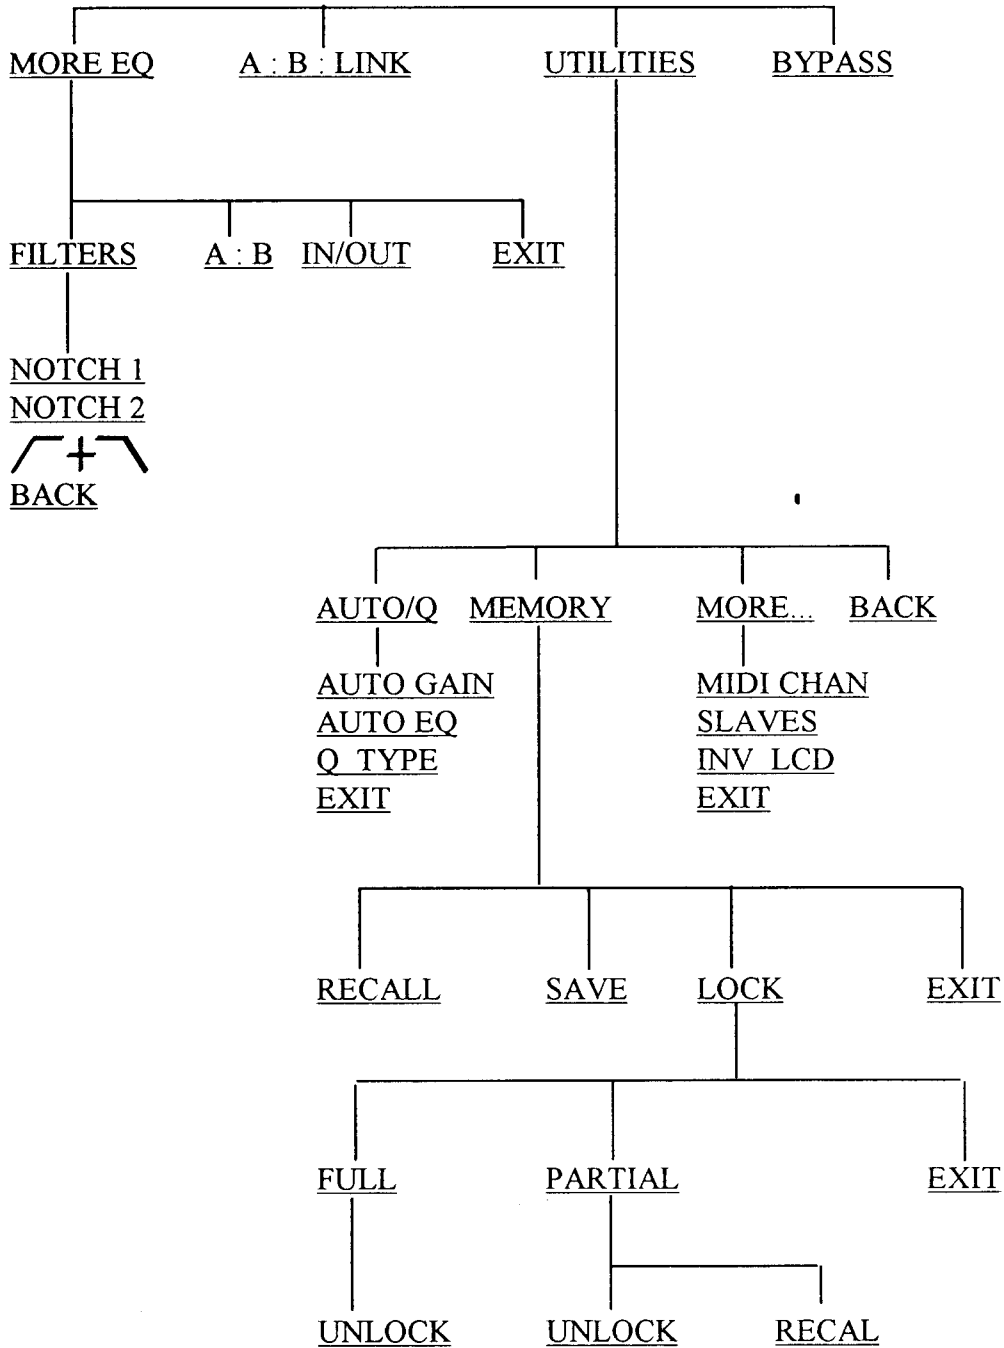 MORE EQ A : B : LINK UTILITIES BYPASS
FILTERS A : B IN/OUT EXIT
NOTCH 1
NOTCH 2
BACK
AUTO/Q MEMORY MORE... BACK
AUTO GAIN MIDI CHAN
AUTO EQ SLAVES
Q TYPE INV LCD
EXIT EXIT
RECALL SAVE LOCK EXIT
FULL PARTIAL EXIT
UNLOCK UNLOCK RECAL